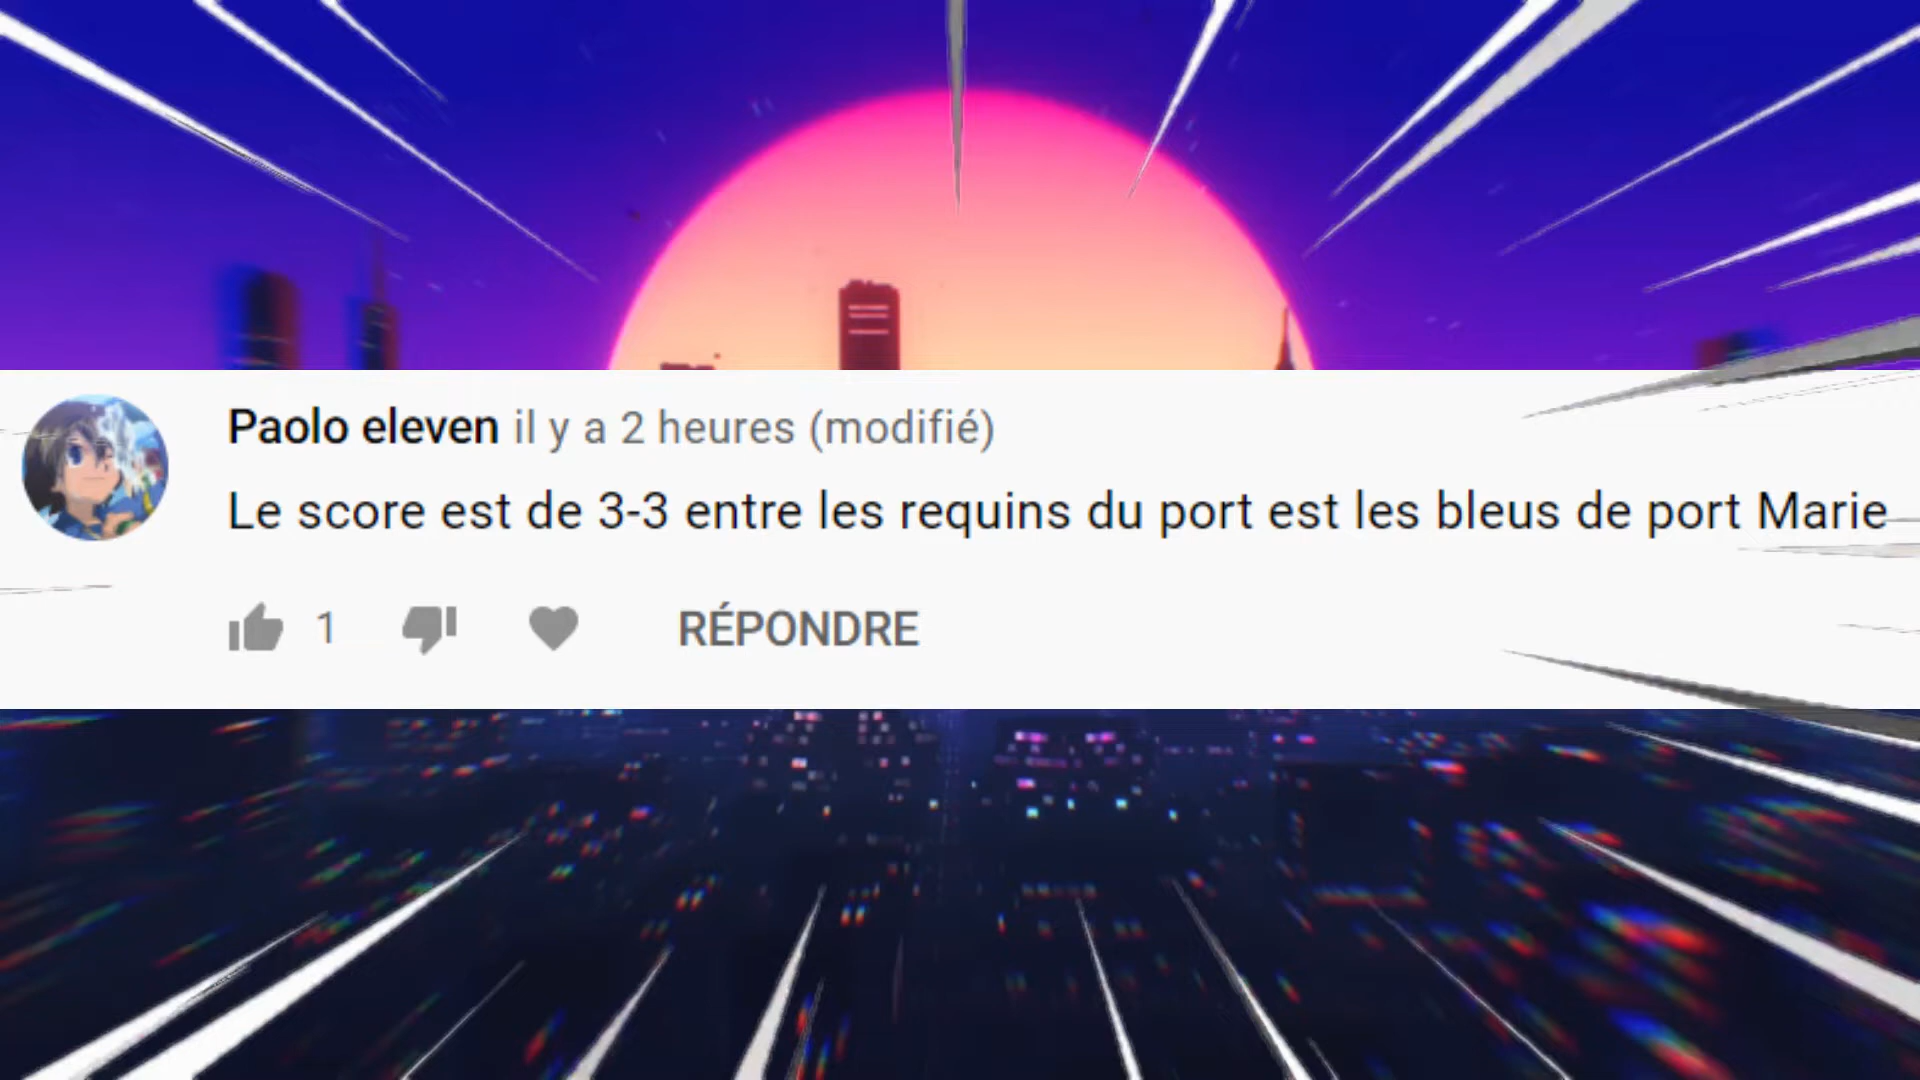 Paolo eleven il y a 2 heures (modifié)
Le score est de 3-3 entre les requins du port est les bleus de port Marie
1 RÉPONDRE